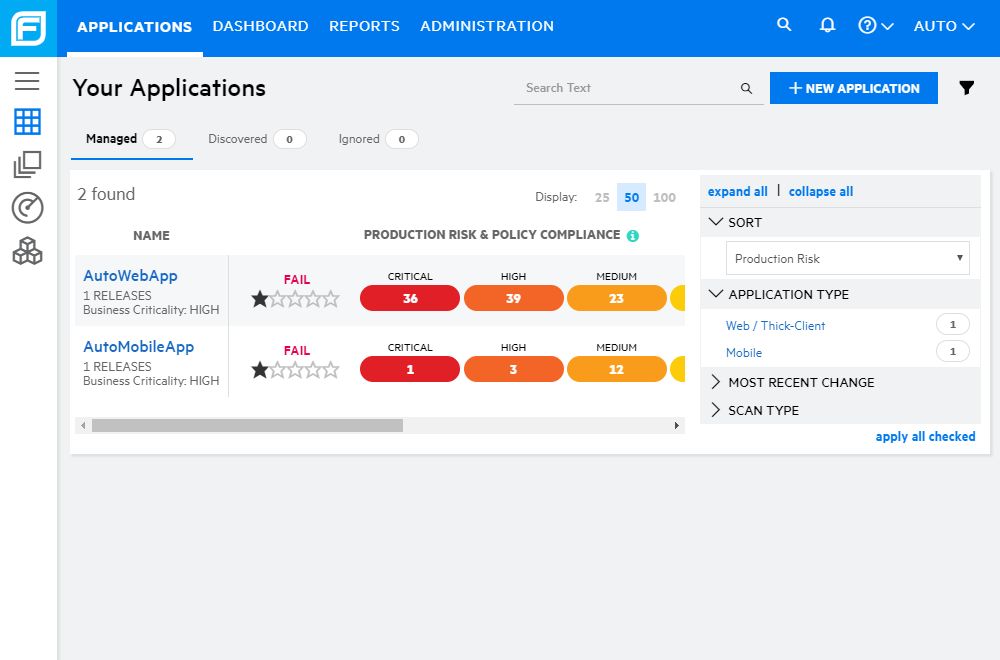 APPLICATIONS DASHBOARD REPORTS ADMINISTRATION AUTO
Your Applications
Search Text
+ NEW APPLICATION
Managed 2 Discovered 0 Ignored 0
2 found
Display: 25 50 100
NAME PRODUCTION RISK & POLICY COMPLIANCE
AutoWebApp
1 RELEASES
Business Criticality: HIGH
FAIL
CRITICAL HIGH MEDIUM
36 39 23
AutoMobileApp
1 RELEASES
Business Criticality: HIGH
FAIL
CRITICAL HIGH MEDIUM
1 3 12
expand all | collapse all
SORT
Production Risk
APPLICATION TYPE
Web / Thick-Client 1
Mobile 1
MOST RECENT CHANGE
SCAN TYPE
apply all checked